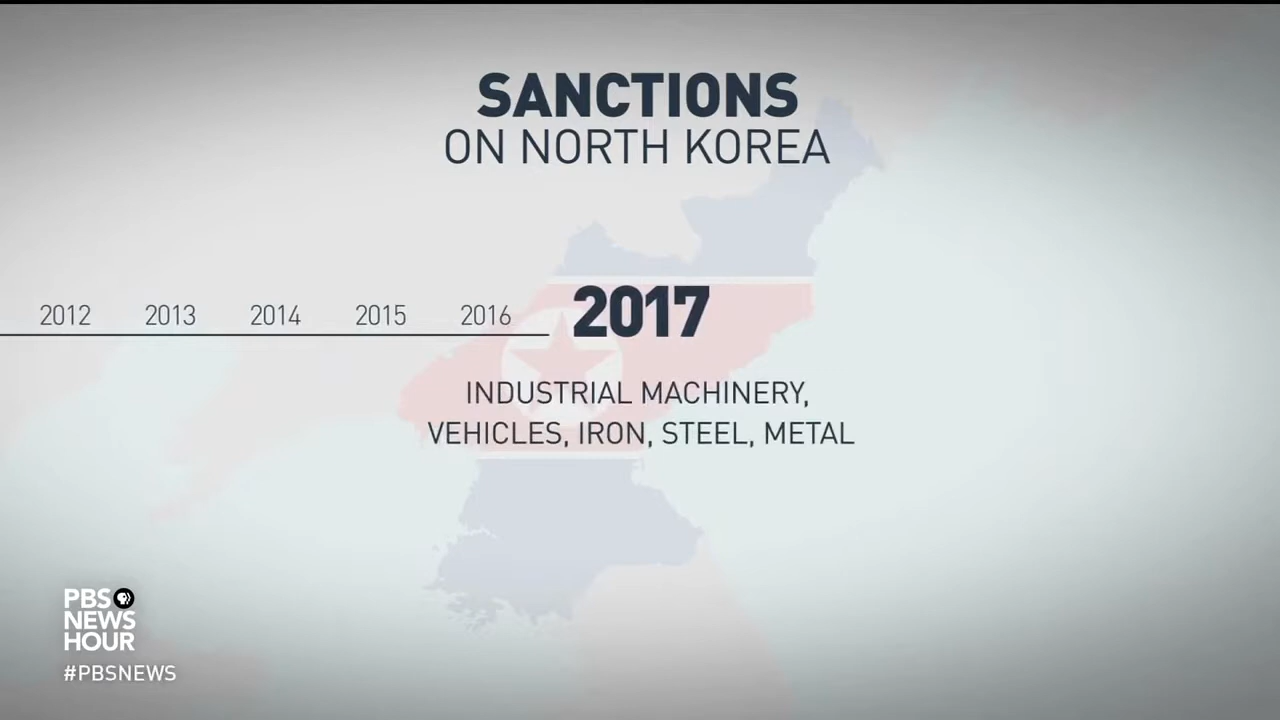 SANCTIONS
ON NORTH KOREA
2012 2013 2014 2015 2016 2017
INDUSTRIAL MACHINERY,
VEHICLES, IRON, STEEL, METAL
PBS
NEWS
HOUR
#PBSNEWS